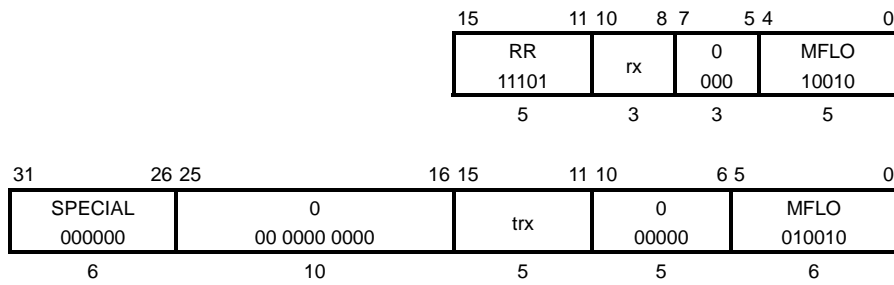 15 11 10 8 7 5 4 0
RR rx 0 MFLO
11101 000 10010
5 3 3 5
31 26 25 16 15 11 10 6 5 0
SPECIAL 0 trx 0 MFLO
000000 00 0000 0000 00000 010010
6 10 5 5 6